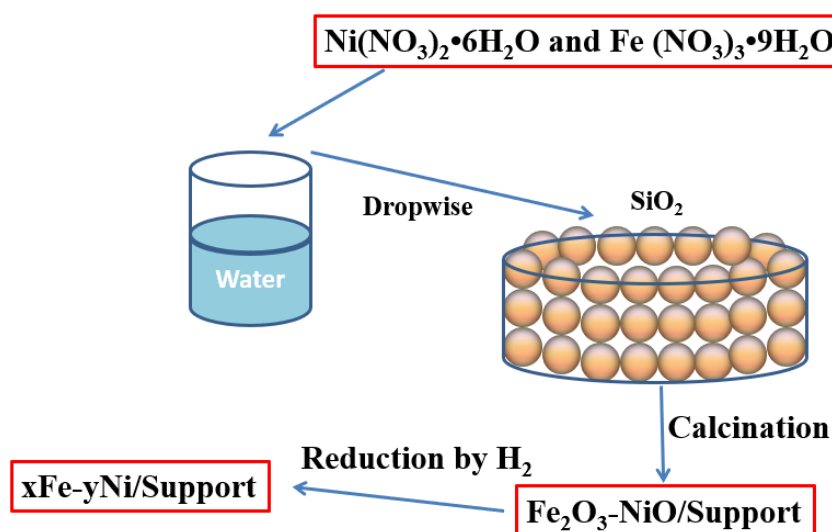 Ni(NO₃)₂•6H₂O and Fe (NO₃)₃•9H₂O
Dropwise
SiO₂
Water
Calcination
Reduction by H₂
xFe-yNi/Support
Fe₂O₃-NiO/Support